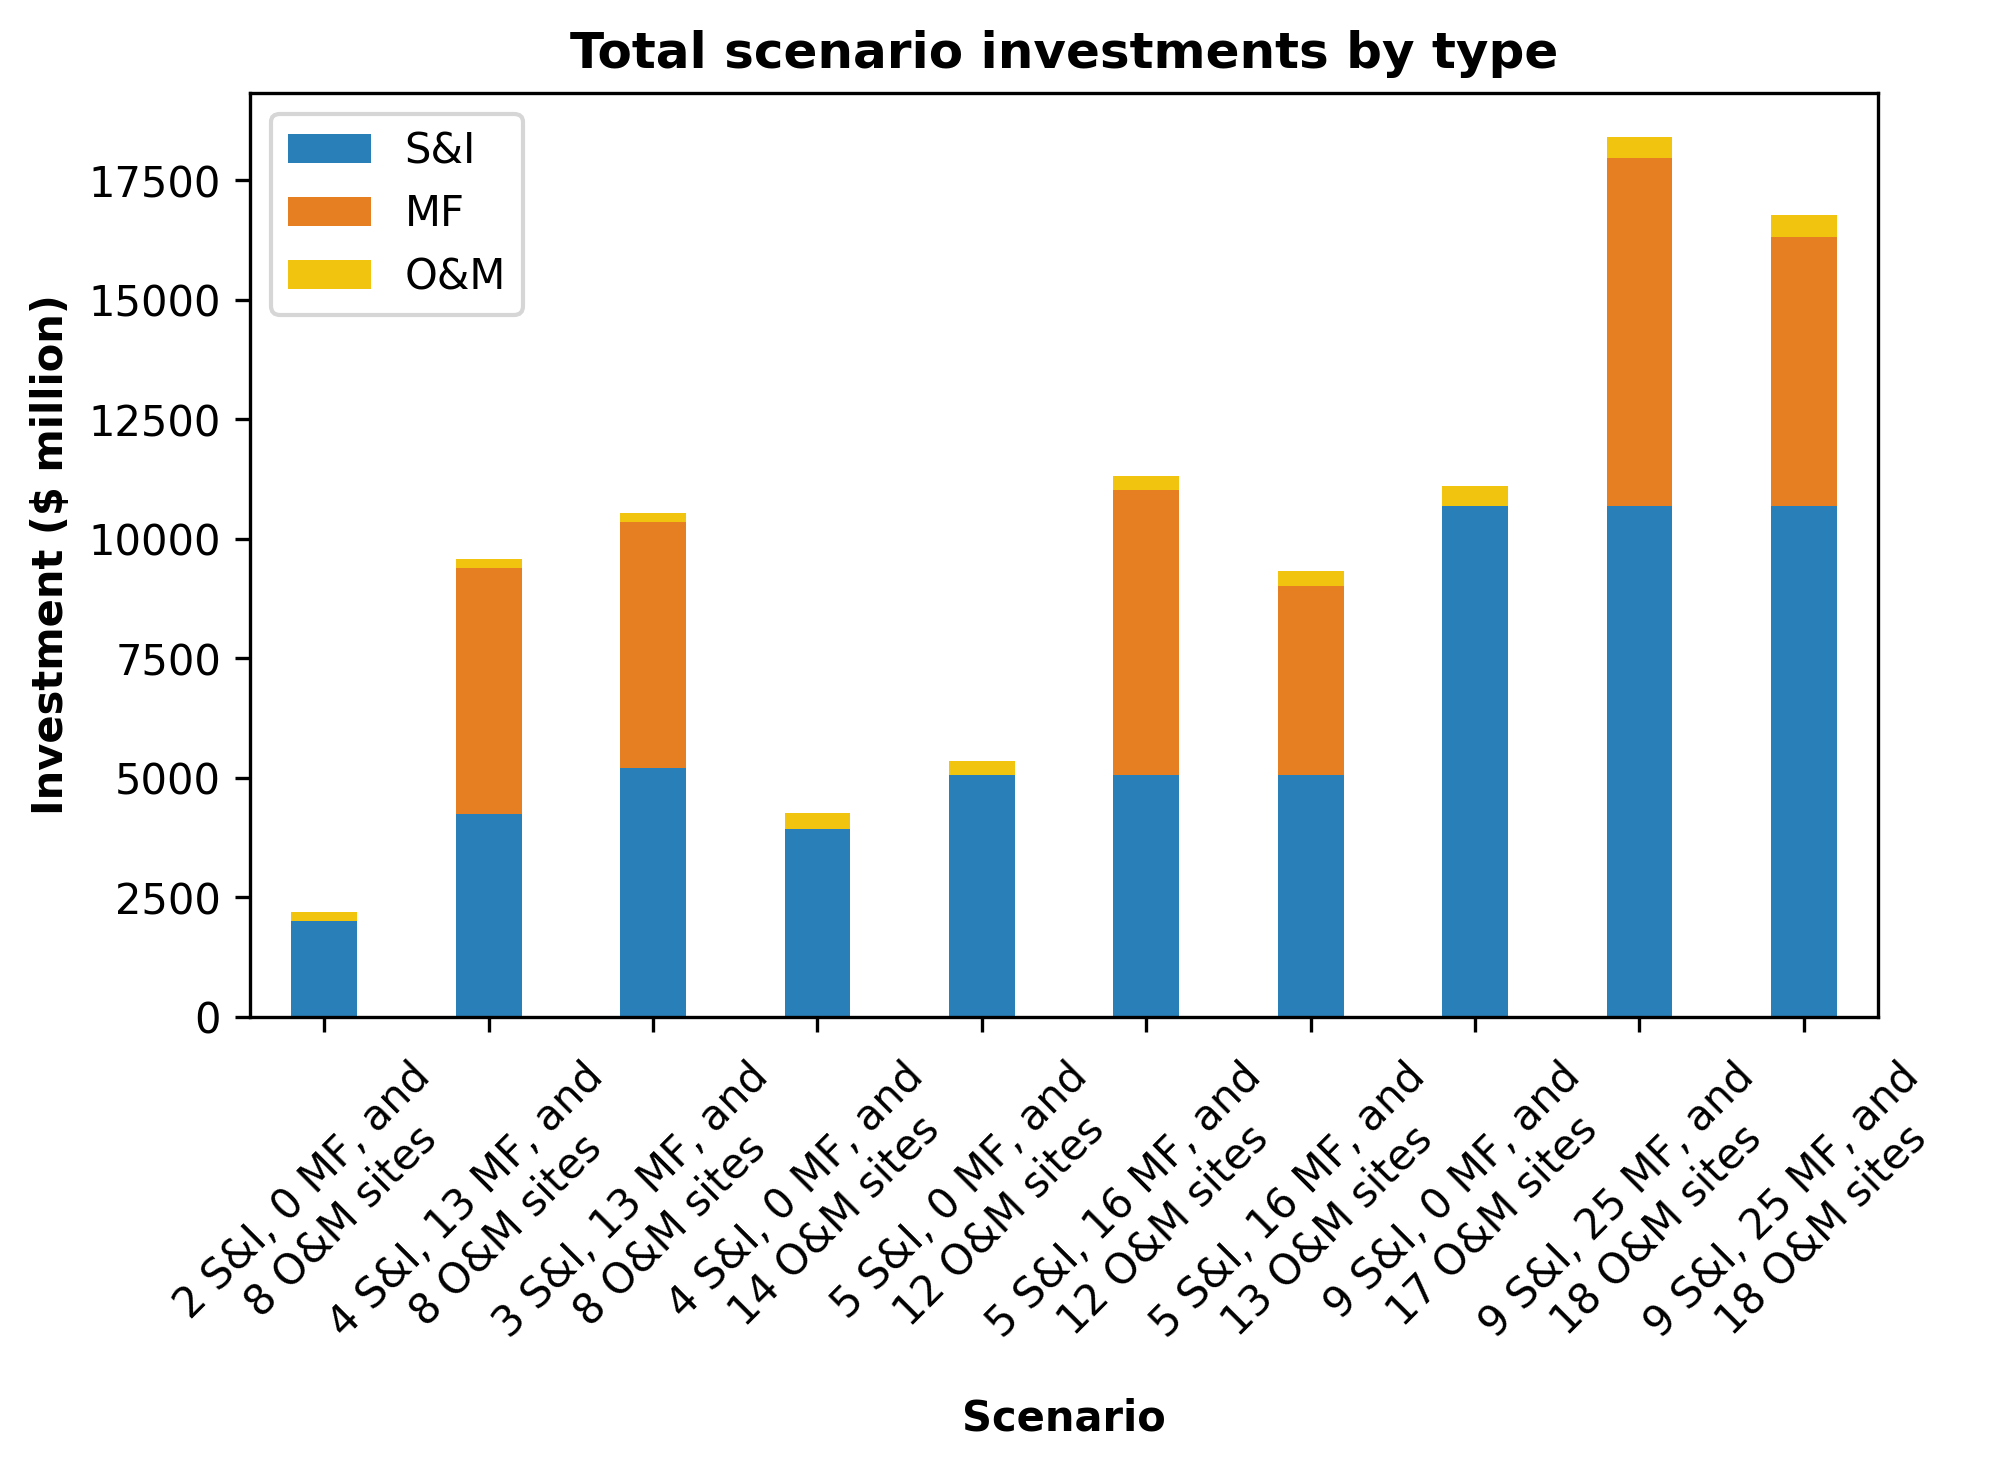 Total scenario investments by type
S&I
MF
O&M
Investment ($ million)
17500
15000
12500
10000
7500
5000
2500
0
2 S&I, 0 MF, and
8 O&M sites
4 S&I, 13 MF, and
8 O&M sites
3 S&I, 13 MF, and
8 O&M sites
4 S&I, 0 MF, and
14 O&M sites
5 S&I, 0 MF, and
12 O&M sites
5 S&I, 16 MF, and
12 O&M sites
5 S&I, 16 MF, and
13 O&M sites
9 S&I, 0 MF, and
17 O&M sites
9 S&I, 25 MF, and
18 O&M sites
9 S&I, 25 MF, and
18 O&M sites
Scenario